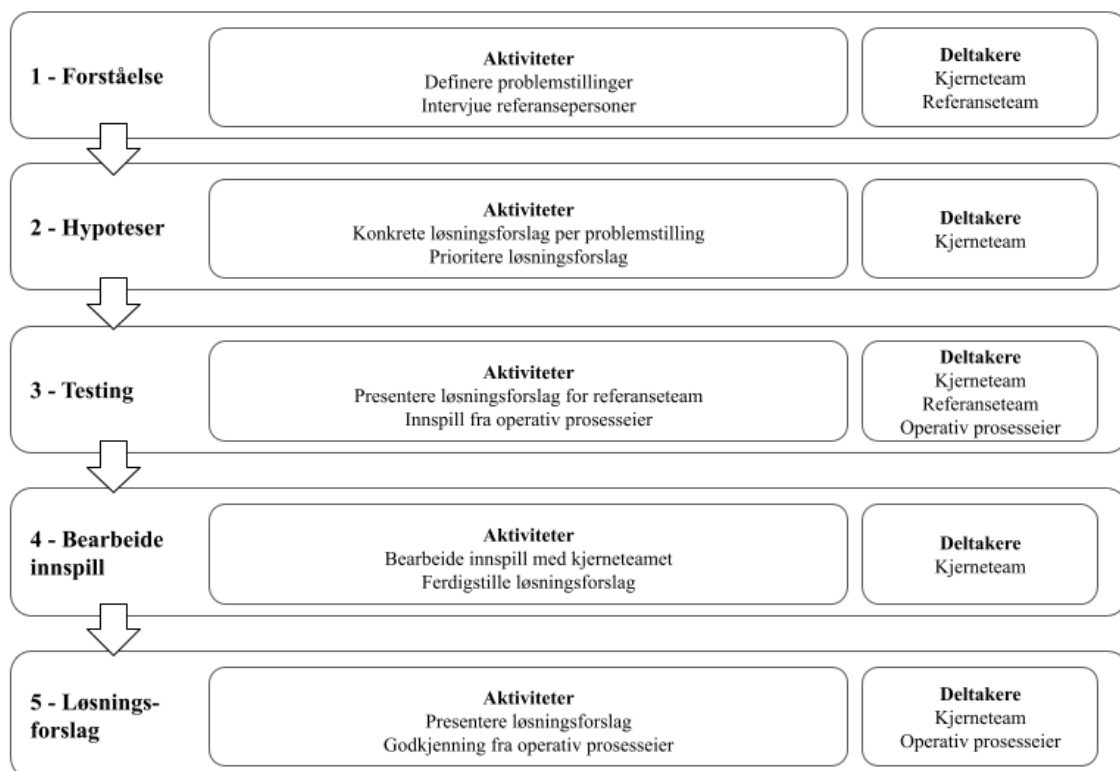 1 - Forståelse
Aktiviteter
Definere problemstillinger
Intervjue referansepersoner
Deltakere
Kjerneteam
Referanseteam
2 - Hypoteser
Aktiviteter
Konkrete løsningsforslag per problemstilling
Prioritere løsningsforslag
Deltakere
Kjerneteam
3 - Testing
Aktiviteter
Presentere løsningsforslag for referanseteam
Innspill fra operativ prosesseier
Deltakere
Kjerneteam
Referanseteam
Operativ prosesseier
4 - Bearbeide
innspill
Aktiviteter
Bearbeide innspill med kjerneteamet
Ferdigstille løsningsforslag
Deltakere
Kjerneteam
5 - Løsnings-
forslag
Aktiviteter
Presentere løsningsforslag
Godkjenning fra operativ prosesseier
Deltakere
Kjerneteam
Operativ prosesseier